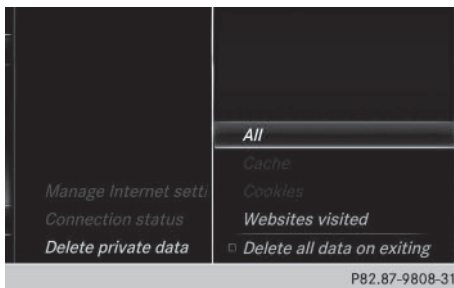 All
Cache
Cookies
Websites visited
Delete all data on exiting
Manage Internet setti
Connection status
Delete private data
P82.87-9808-31